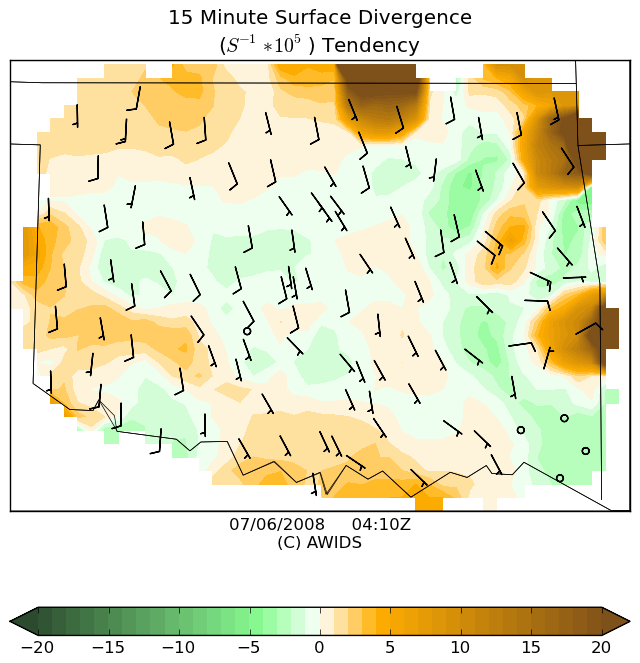 15 Minute Surface Divergence
(S⁻¹ *10⁵ ) Tendency
07/06/2008 04:10Z
(C) AWIDS
−20 −15 −10 −5 0 5 10 15 20